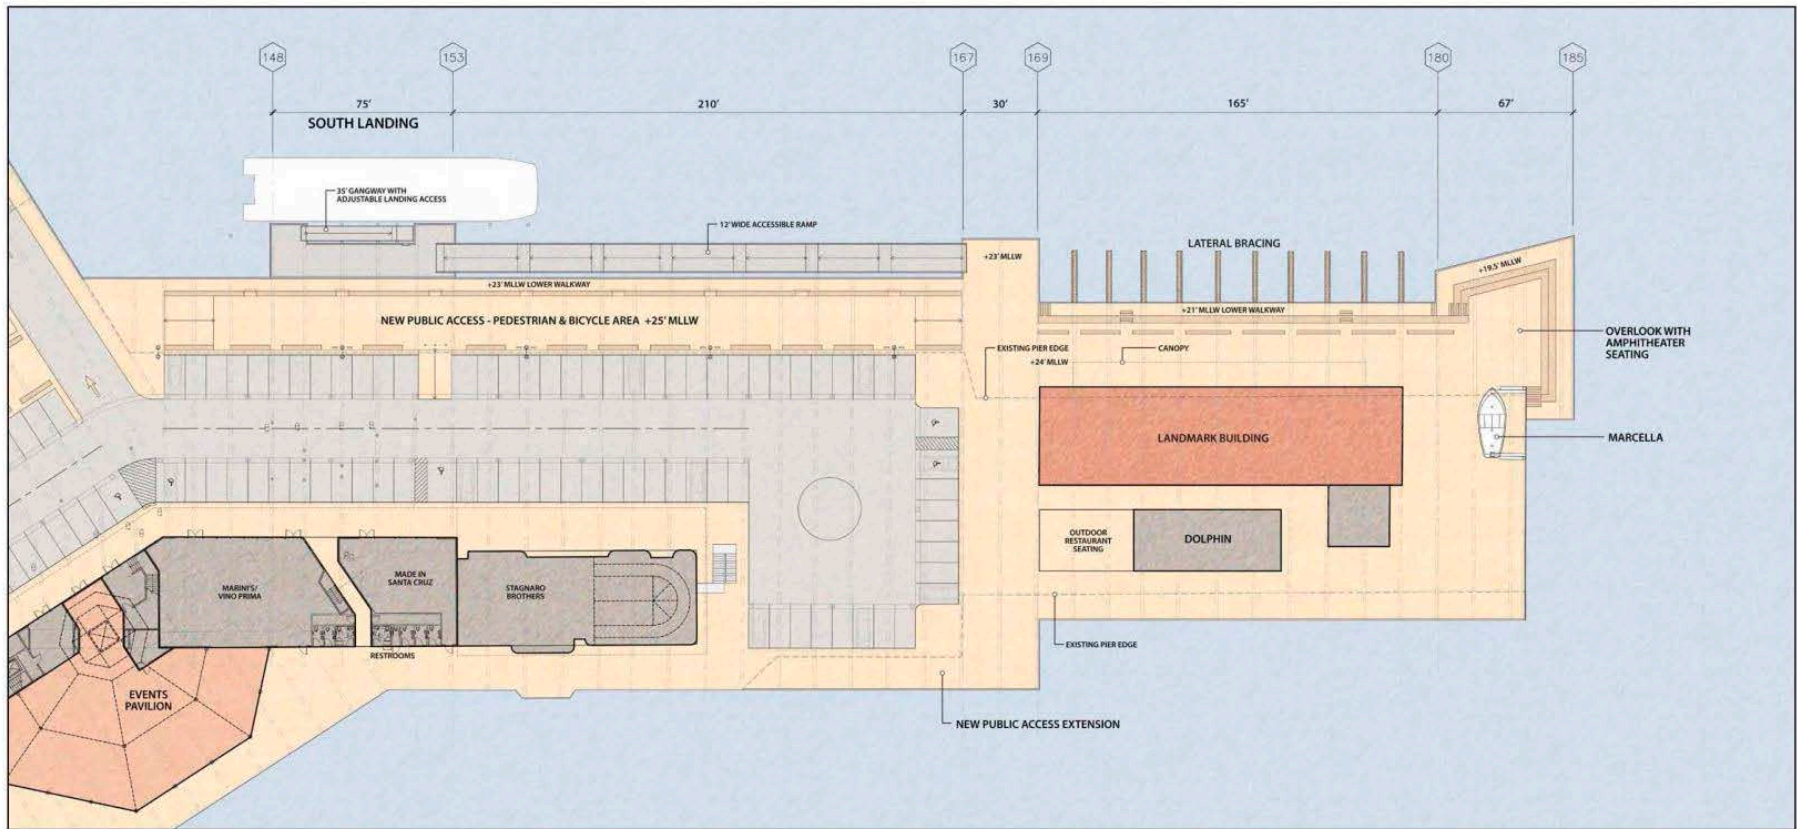 148
153
167
169
180
185
75'
210'
30'
165'
67'
SOUTH LANDING
35' GANGWAY WITH
ADJUSTABLE LANDING ACCESS
12' WIDE ACCESSIBLE RAMP
LATERAL BRACING
+23' MLLW
+19.5' MLLW
+23' MLLW LOWER WALKWAY
+21' MLLW LOWER WALKWAY
NEW PUBLIC ACCESS - PEDESTRIAN & BICYCLE AREA +25' MLLW
OVERLOOK WITH
AMPHITHEATER
SEATING
EXISTING PIER EDGE
CANOPY
+24' MLLW
LANDMARK BUILDING
MARCELLA
OUTDOOR
RESTAURANT
SEATING
DOLPHIN
MADE IN
SANTA CRUZ
MARINI'S/
VINO PRIMA
STAGNARO
BROTHERS
EXISTING PIER EDGE
RESTROOMS
EVENTS
PAVILION
NEW PUBLIC ACCESS EXTENSION